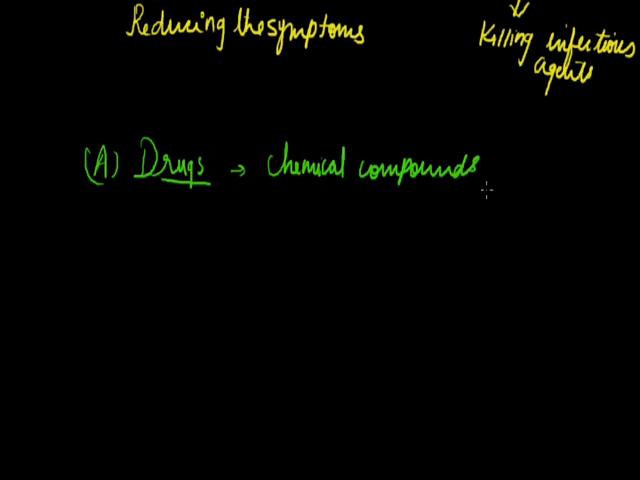 Reducing the symptoms
Killing infectious
agents
(A) Drugs → Chemical compounds